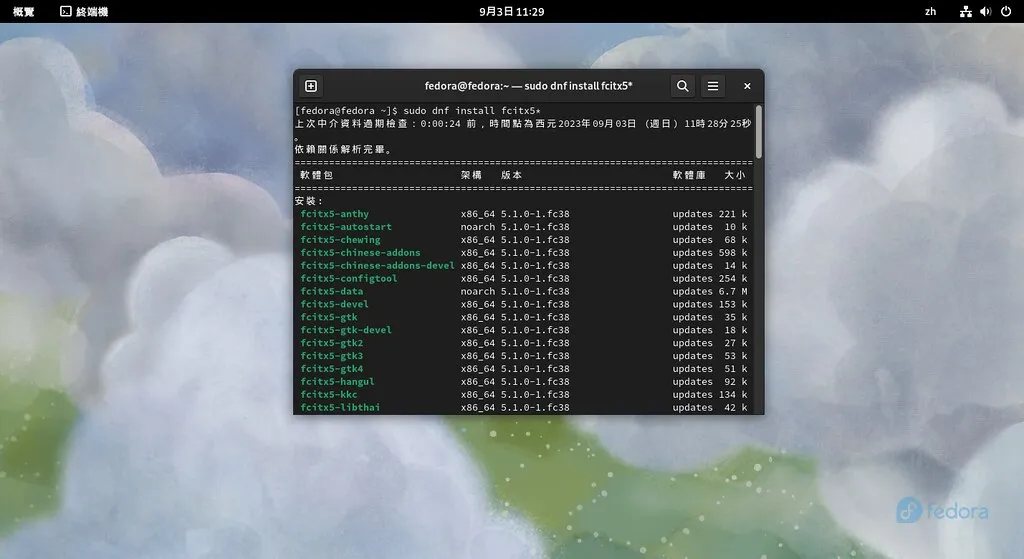 概覽 終端機 9月3日 11:29 zh
fedora@fedora:~ — sudo dnf install fcitx5*
[fedora@fedora ~]$ sudo dnf install fcitx5*
上次中介資料過期檢查：0:00:24 前，時間點為西元2023年09月03日 (週日) 11時28分25秒
。
依賴關係解析完畢。
================================================================================
軟體包 架構 版本 軟體庫 大小
================================================================================
安裝:
fcitx5-anthy x86_64 5.1.0-1.fc38 updates 221 k
fcitx5-autostart noarch 5.1.0-1.fc38 updates 10 k
fcitx5-chewing x86_64 5.1.0-1.fc38 updates 68 k
fcitx5-chinese-addons x86_64 5.1.0-1.fc38 updates 598 k
fcitx5-chinese-addons-devel x86_64 5.1.0-1.fc38 updates 14 k
fcitx5-configtool x86_64 5.1.0-1.fc38 updates 254 k
fcitx5-data noarch 5.1.0-1.fc38 updates 6.7 M
fcitx5-devel x86_64 5.1.0-1.fc38 updates 153 k
fcitx5-gtk x86_64 5.1.0-1.fc38 updates 35 k
fcitx5-gtk-devel x86_64 5.1.0-1.fc38 updates 18 k
fcitx5-gtk2 x86_64 5.1.0-1.fc38 updates 27 k
fcitx5-gtk3 x86_64 5.1.0-1.fc38 updates 53 k
fcitx5-gtk4 x86_64 5.1.0-1.fc38 updates 51 k
fcitx5-hangul x86_64 5.1.0-1.fc38 updates 92 k
fcitx5-kkc x86_64 5.1.0-1.fc38 updates 134 k
fcitx5-libthai x86_64 5.1.0-1.fc38 updates 42 k
fedora